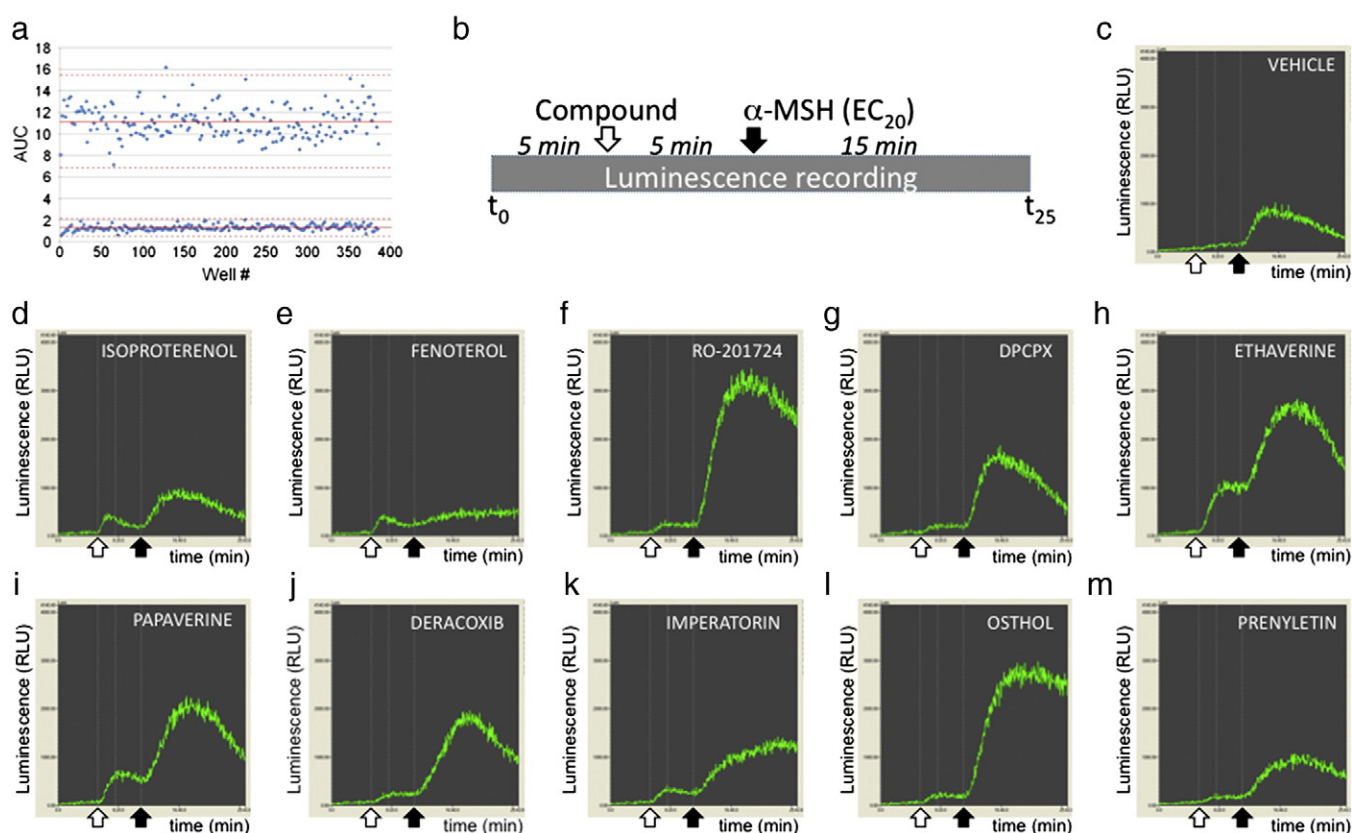 a
18
16
14
12
10
8
6
4
2
0
AUC
0 50 100 150 200 250 300 350 400
Well #
b
Compound
α-MSH (EC20)
5 min 5 min 15 min
Luminescence recording
t0 t25
c
VEHICLE
Luminescence (RLU)
time (min)
d
ISOPROTERENOL
Luminescence (RLU)
time (min)
e
FENOTEROL
Luminescence (RLU)
time (min)
f
RO-201724
Luminescence (RLU)
time (min)
g
DPCPX
Luminescence (RLU)
time (min)
h
ETHAVERINE
Luminescence (RLU)
time (min)
i
PAPAVERINE
Luminescence (RLU)
time (min)
j
DERACOXIB
Luminescence (RLU)
time (min)
k
IMPERATORIN
Luminescence (RLU)
time (min)
l
OSTHOL
Luminescence (RLU)
time (min)
m
PRENYLETIN
Luminescence (RLU)
time (min)